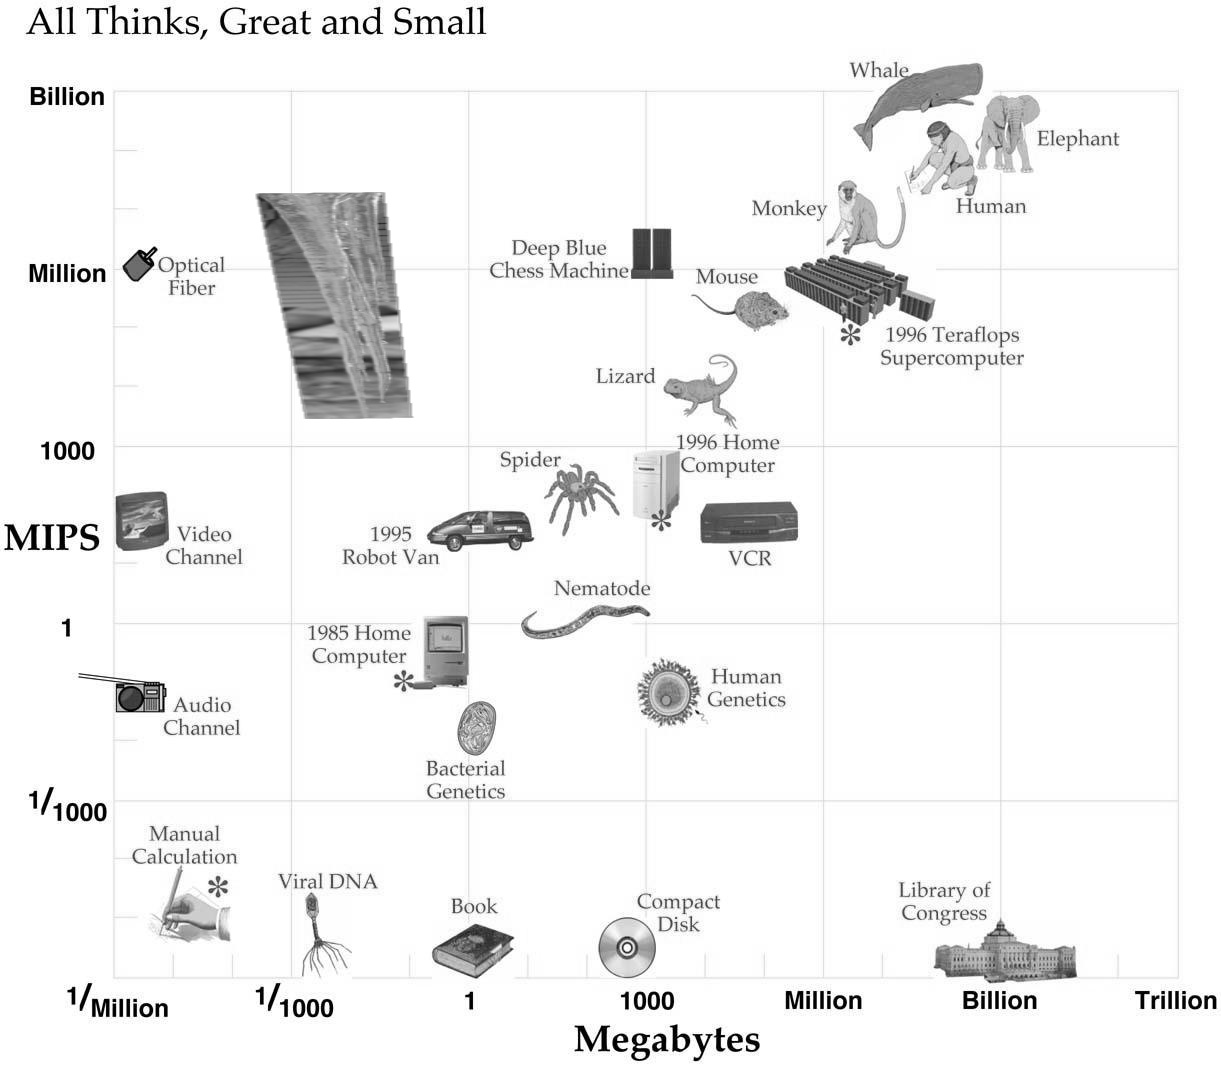 All Thinks, Great and Small
Whale
Billion
Elephant
Human
Monkey
Deep Blue
Chess Machine
Optical
Fiber
Million
Mouse
1996 Teraflops
Supercomputer
Lizard
1000
1996 Home
Computer
Spider
MIPS
Video
Channel
1995
Robot Van
VCR
Nematode
1
1985 Home
Computer
Human
Genetics
Audio
Channel
Bacterial
Genetics
1/1000
Manual
Calculation
Viral DNA
Book
Compact
Disk
Library of
Congress
1/Million
1/1000
1
1000
Million
Billion
Trillion
Megabytes